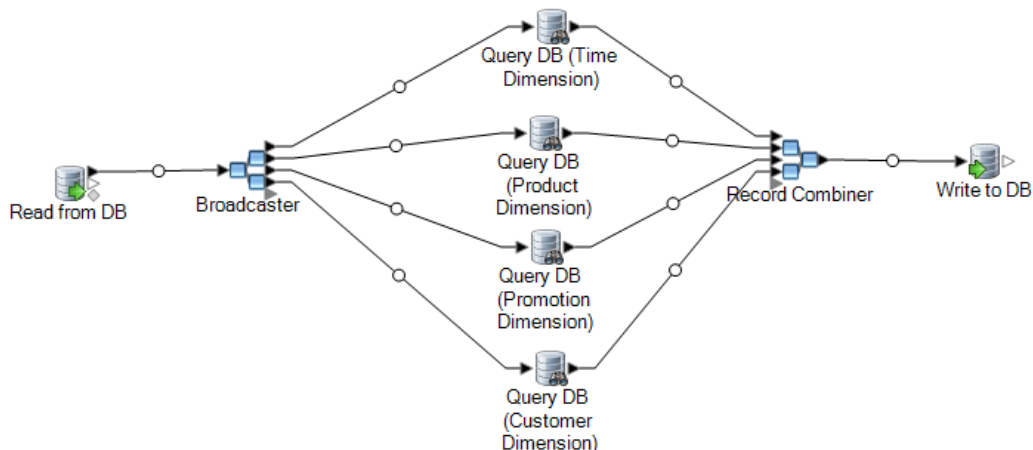 Query DB (Time
Dimension)
Query DB
(Product
Dimension)
Read from DB
Broadcaster
Record Combiner
Write to DB
Query DB
(Promotion
Dimension)
Query DB
(Customer
Dimension)